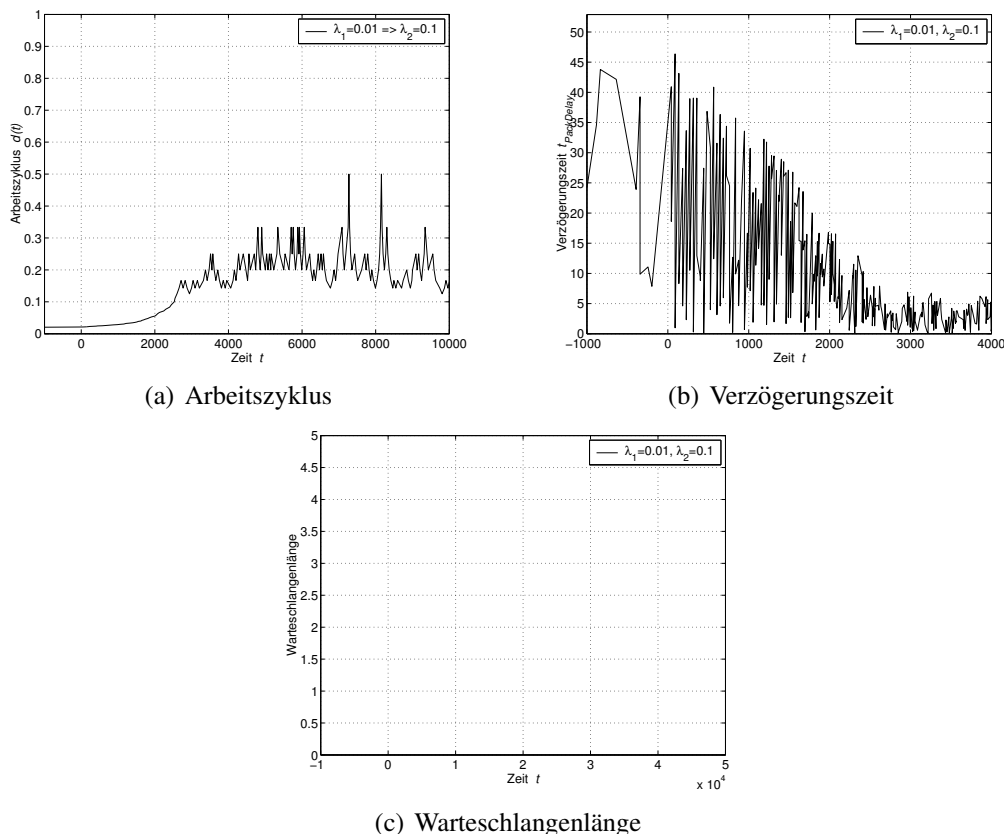 λ1=0.01 => λ2=0.1
1
0.9
0.8
0.7
0.6
0.5
0.4
0.3
0.2
0.1
0
Arbeitszyklus d(t)
0 2000 4000 6000 8000 10000
Zeit t
(a) Arbeitszyklus
λ1=0.01, λ2=0.1
50
45
40
35
30
25
20
15
10
5
0
Verzögerungszeit tPackDelay
−1000 0 1000 2000 3000 4000
Zeit t
(b) Verzögerungszeit
λ1=0.01, λ2=0.1
5
4.5
4
3.5
3
2.5
2
1.5
1
0.5
0
Warteschlangenlänge
−1 0 1 2 3 4 5
Zeit t
x 10^4
(c) Warteschlangenlänge